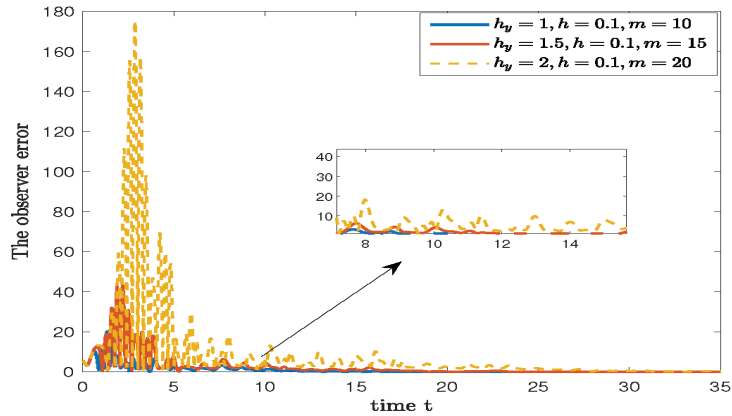 180
160
140
120
100
80
60
40
20
0
The observer error
h_y = 1, h = 0.1, m = 10
h_y = 1.5, h = 0.1, m = 15
h_y = 2, h = 0.1, m = 20
40
30
20
10
8 10 12 14
0 5 10 15 20 25 30 35
time t